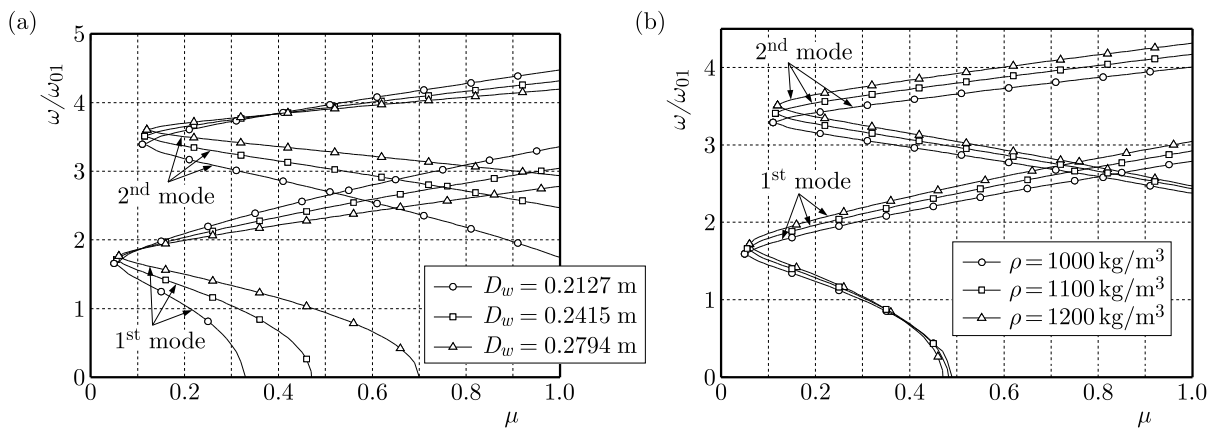 (a)
5
4
3
2
1
0
ω/ω₀₁
2ⁿᵈ mode
1ˢᵗ mode
D_w = 0.2127 m
D_w = 0.2415 m
D_w = 0.2794 m
0 0.2 0.4 0.6 0.8 1.0
μ
(b)
4
3
2
1
0
ω/ω₀₁
2ⁿᵈ mode
1ˢᵗ mode
ρ = 1000 kg/m³
ρ = 1100 kg/m³
ρ = 1200 kg/m³
0 0.2 0.4 0.6 0.8 1.0
μ